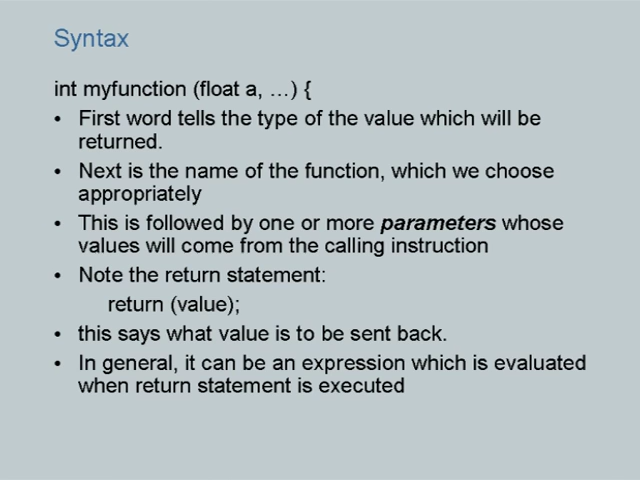 Syntax
int myfunction (float a, …) {
• First word tells the type of the value which will be
returned.
• Next is the name of the function, which we choose
appropriately
• This is followed by one or more parameters whose
values will come from the calling instruction
• Note the return statement:
return (value);
• this says what value is to be sent back.
• In general, it can be an expression which is evaluated
when return statement is executed